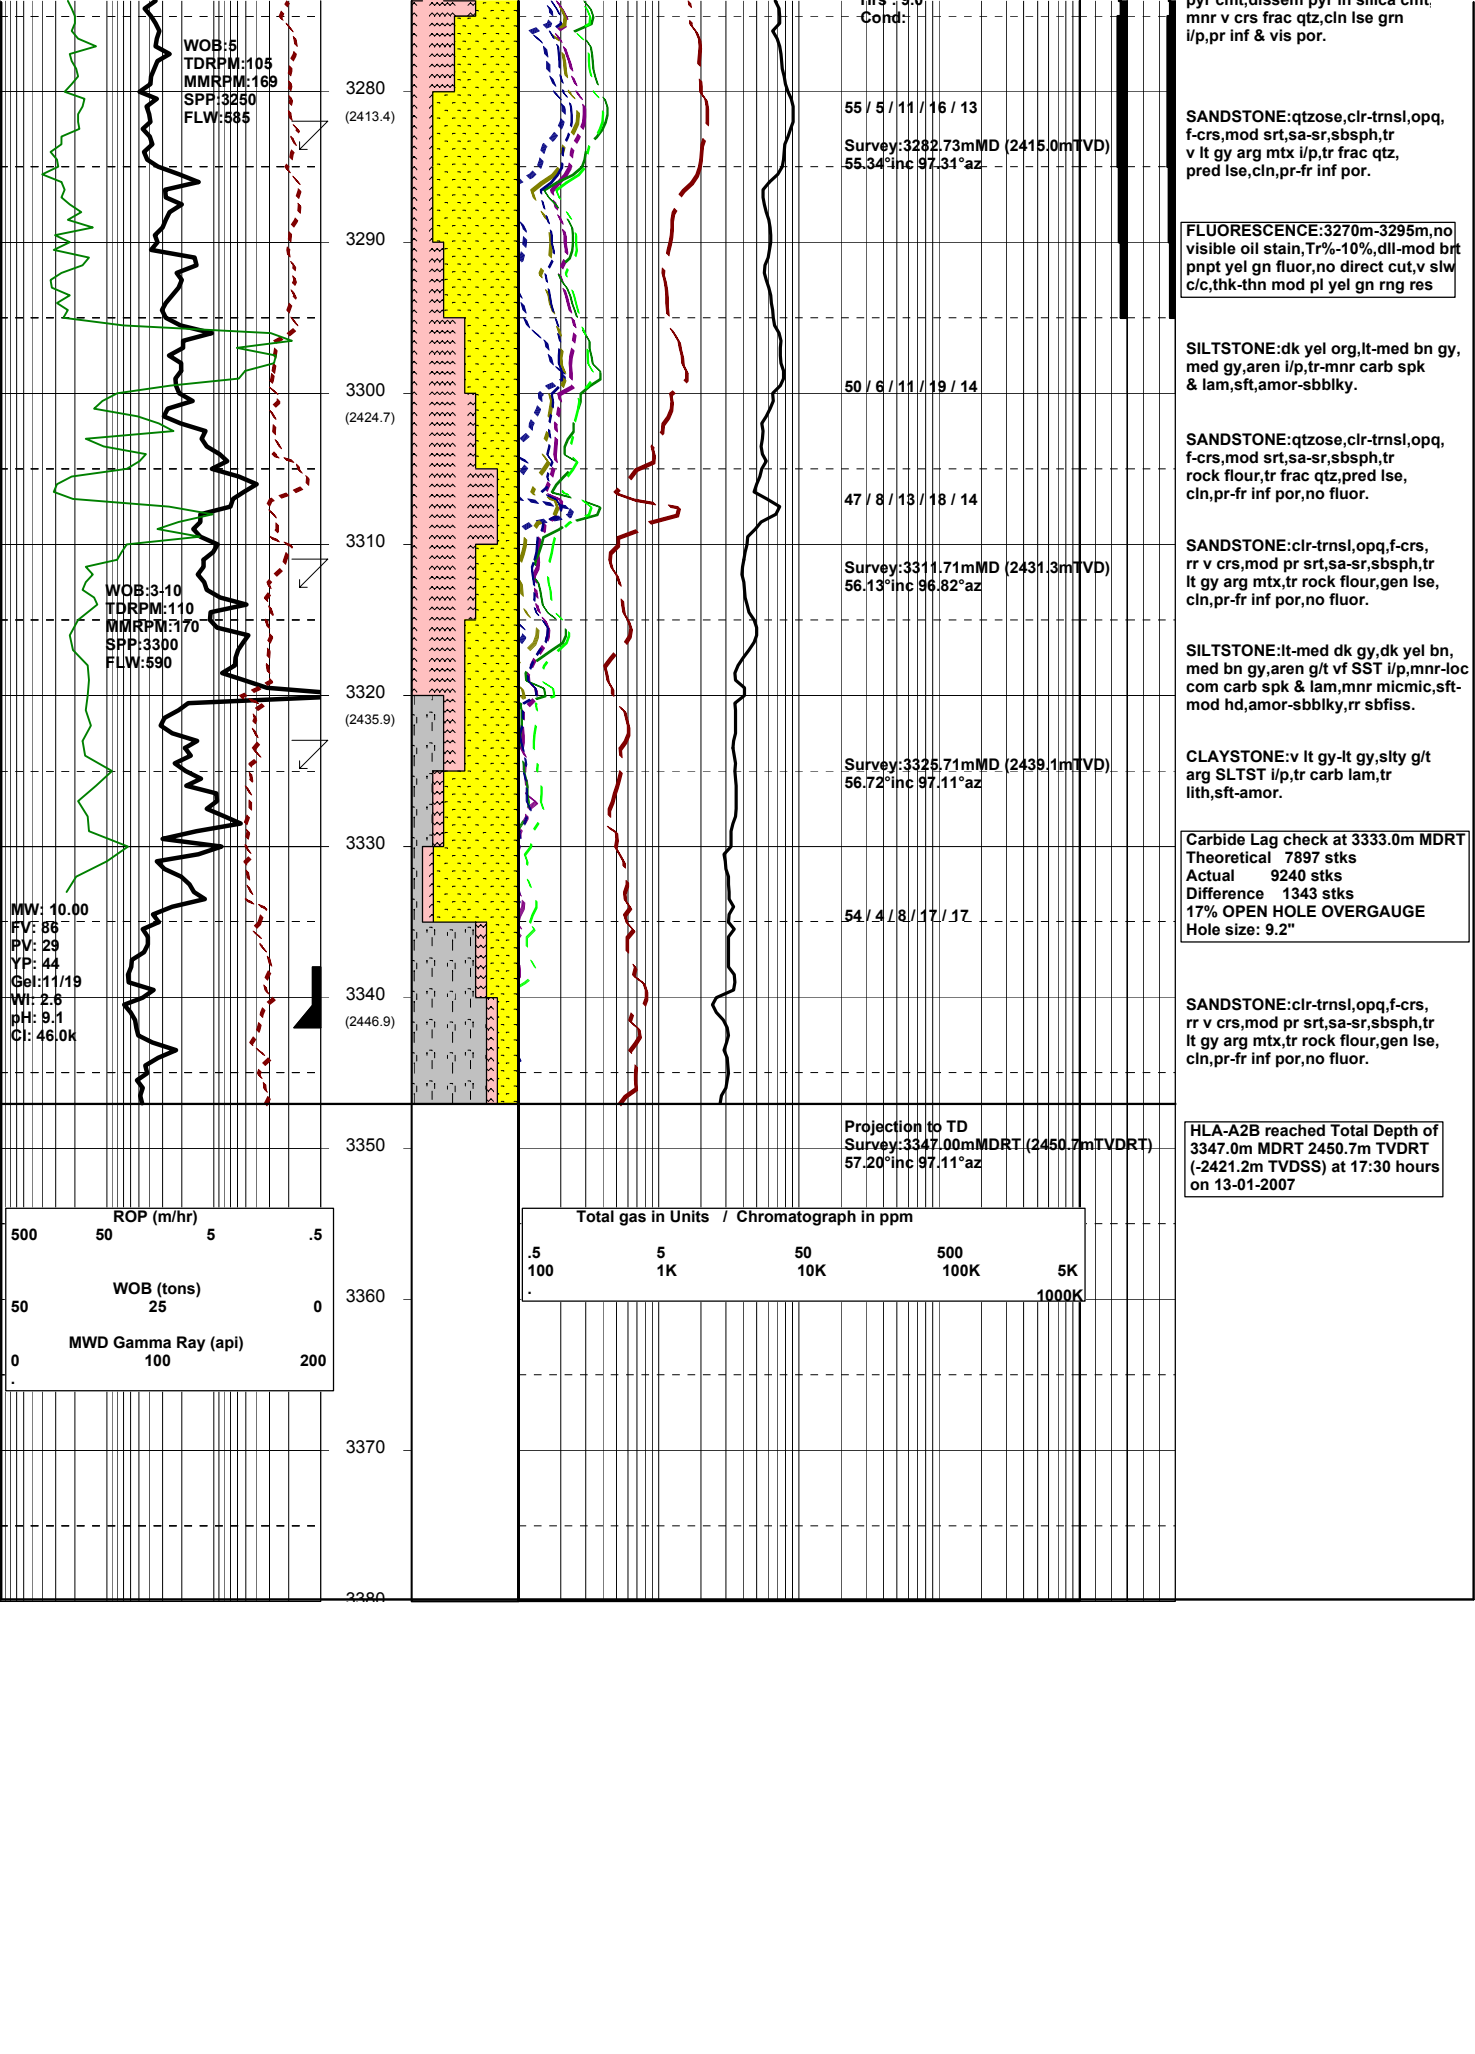 WOB:5
TDRPM:105
MMRPM:169
SPP:3250
FLW:585
WOB:3-10
TDRPM:110
MMRPM:170
SPP:3300
FLW:590
MW: 10.00
FV: 86
PV: 29
YP: 44
Gel:11/19
Wl: 2.6
pH: 9.1
Cl: 46.0k
ROP (m/hr)
500 50 5 .5
WOB (tons)
50 25 0
MWD Gamma Ray (api)
0 100 200
.
3280
(2413.4)
3290
3300
(2424.7)
3310
3320
(2435.9)
3330
3340
(2446.9)
3350
3360
3370
3380
Hrs : 9.0
Cond:
55 / 5 / 11 / 16 / 13
Survey:3282.73mMD (2415.0mTVD)
55.34°inc 97.31°az
50 / 6 / 11 / 19 / 14
47 / 8 / 13 / 18 / 14
Survey:3311.71mMD (2431.3mTVD)
56.13°inc 96.82°az
Survey:3325.71mMD (2439.1mTVD)
56.72°inc 97.11°az
54 / 4 / 8 / 17 / 17
Projection to TD
Survey:3347.00mMDRT (2450.7mTVDRT)
57.20°inc 97.11°az
Total gas in Units / Chromatograph in ppm
.5 5 50 500
100 1K 10K 100K 5K
. 1000K
pyr cmt,dissem pyr in silica cmt,
mnr v crs frac qtz,cln lse grn
i/p,pr inf & vis por.
SANDSTONE:qtzose,clr-trnsl,opq,
f-crs,mod srt,sa-sr,sbsph,tr
v lt gy arg mtx i/p,tr frac qtz,
pred lse,cln,pr-fr inf por.
FLUORESCENCE:3270m-3295m,no
visible oil stain,Tr%-10%,dll-mod brt
pnpt yel gn fluor,no direct cut,v slw
c/c,thk-thn mod pl yel gn rng res
SILTSTONE:dk yel org,lt-med bn gy,
med gy,aren i/p,tr-mnr carb spk
& lam,sft,amor-sbblky.
SANDSTONE:qtzose,clr-trnsl,opq,
f-crs,mod srt,sa-sr,sbsph,tr
rock flour,tr frac qtz,pred lse,
cln,pr-fr inf por,no fluor.
SANDSTONE:clr-trnsl,opq,f-crs,
rr v crs,mod pr srt,sa-sr,sbsph,tr
lt gy arg mtx,tr rock flour,gen lse,
cln,pr-fr inf por,no fluor.
SILTSTONE:lt-med dk gy,dk yel bn,
med bn gy,aren g/t vf SST i/p,mnr-loc
com carb spk & lam,mnr micmic,sft-
mod hd,amor-sbblky,rr sbfiss.
CLAYSTONE:v lt gy-lt gy,slty g/t
arg SLTST i/p,tr carb lam,tr
lith,sft-amor.
Carbide Lag check at 3333.0m MDRT
Theoretical 7897 stks
Actual 9240 stks
Difference 1343 stks
17% OPEN HOLE OVERGAUGE
Hole size: 9.2"
SANDSTONE:clr-trnsl,opq,f-crs,
rr v crs,mod pr srt,sa-sr,sbsph,tr
lt gy arg mtx,tr rock flour,gen lse,
cln,pr-fr inf por,no fluor.
HLA-A2B reached Total Depth of
3347.0m MDRT 2450.7m TVDRT
(-2421.2m TVDSS) at 17:30 hours
on 13-01-2007